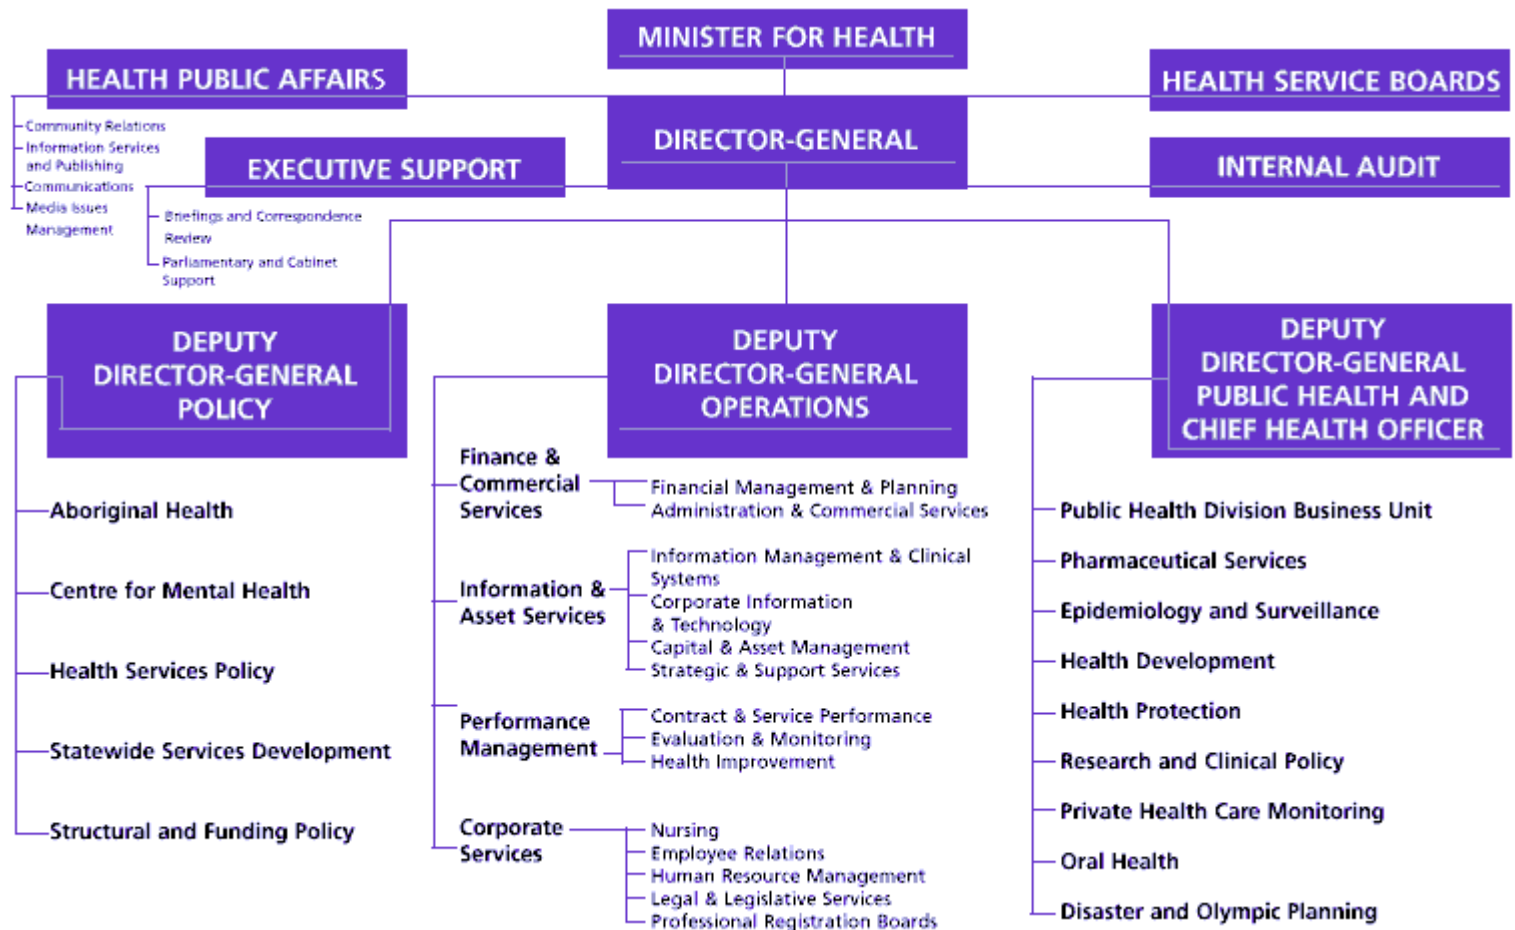 MINISTER FOR HEALTH
HEALTH PUBLIC AFFAIRS
HEALTH SERVICE BOARDS
Community Relations
Information Services
and Publishing
Communications
Media Issues
Management
DIRECTOR-GENERAL
EXECUTIVE SUPPORT
INTERNAL AUDIT
Briefings and Correspondence
Review
Parliamentary and Cabinet
Support
DEPUTY
DIRECTOR-GENERAL
POLICY
Aboriginal Health
Centre for Mental Health
Health Services Policy
Statewide Services Development
Structural and Funding Policy
DEPUTY
DIRECTOR-GENERAL
OPERATIONS
Finance &
Commercial
Services
Financial Management & Planning
Administration & Commercial Services
Information &
Asset Services
Information Management & Clinical
Systems
Corporate Information
& Technology
Capital & Asset Management
Strategic & Support Services
Performance
Management
Contract & Service Performance
Evaluation & Monitoring
Health Improvement
Corporate
Services
Nursing
Employee Relations
Human Resource Management
Legal & Legislative Services
Professional Registration Boards
DEPUTY
DIRECTOR-GENERAL
PUBLIC HEALTH AND
CHIEF HEALTH OFFICER
Public Health Division Business Unit
Pharmaceutical Services
Epidemiology and Surveillance
Health Development
Health Protection
Research and Clinical Policy
Private Health Care Monitoring
Oral Health
Disaster and Olympic Planning